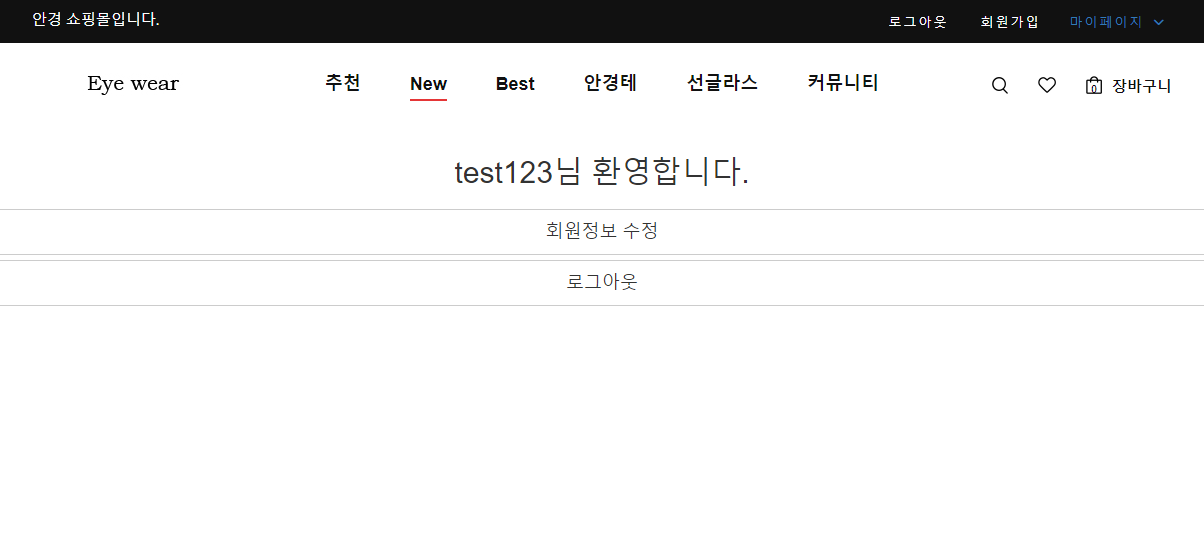 안경 쇼핑몰입니다. 로그아웃 회원가입 마이페이지
Eye wear 추천 New Best 안경테 선글라스 커뮤니티 0 장바구니
test123님 환영합니다.
회원정보 수정
로그아웃